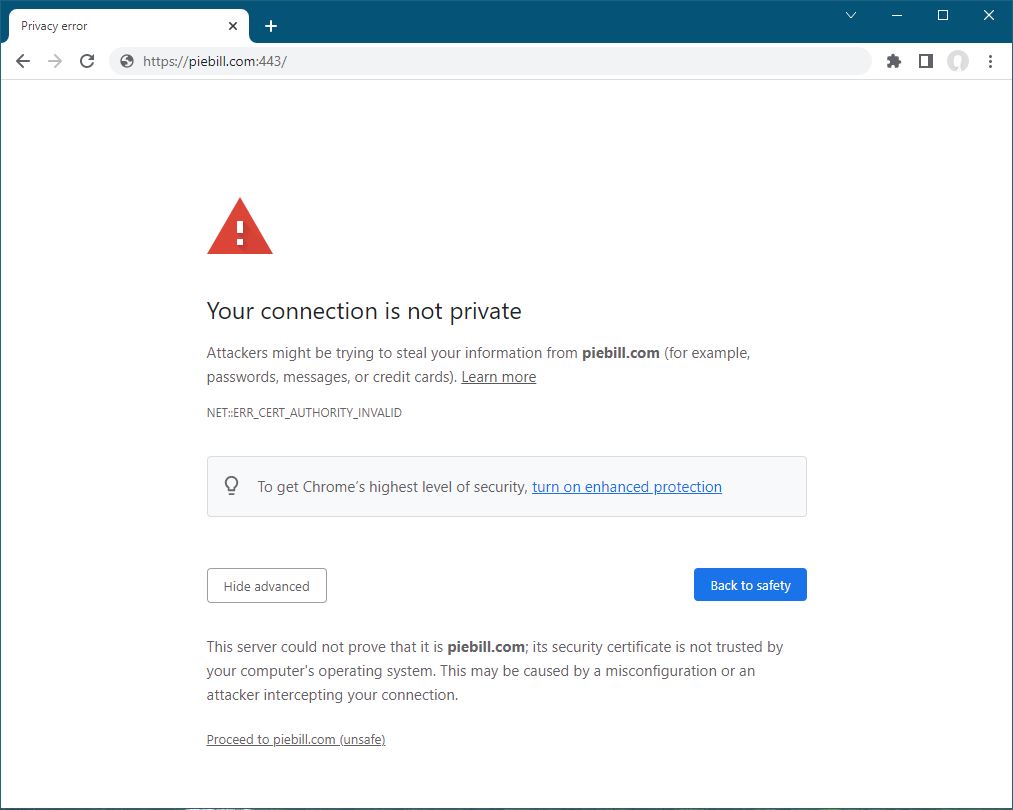 Privacy error
https://piebill.com:443/
Your connection is not private
Attackers might be trying to steal your information from piebill.com (for example,
passwords, messages, or credit cards). Learn more
NET::ERR_CERT_AUTHORITY_INVALID
To get Chrome’s highest level of security, turn on enhanced protection
Hide advanced
Back to safety
This server could not prove that it is piebill.com; its security certificate is not trusted by
your computer's operating system. This may be caused by a misconfiguration or an
attacker intercepting your connection.
Proceed to piebill.com (unsafe)